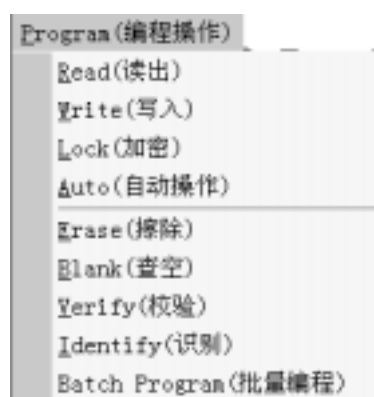 Program(编程操作)
Read(读出)
Write(写入)
Lock(加密)
Auto(自动操作)
Erase(擦除)
Blank(查空)
Verify(校验)
Identify(识别)
Batch Program(批量编程)